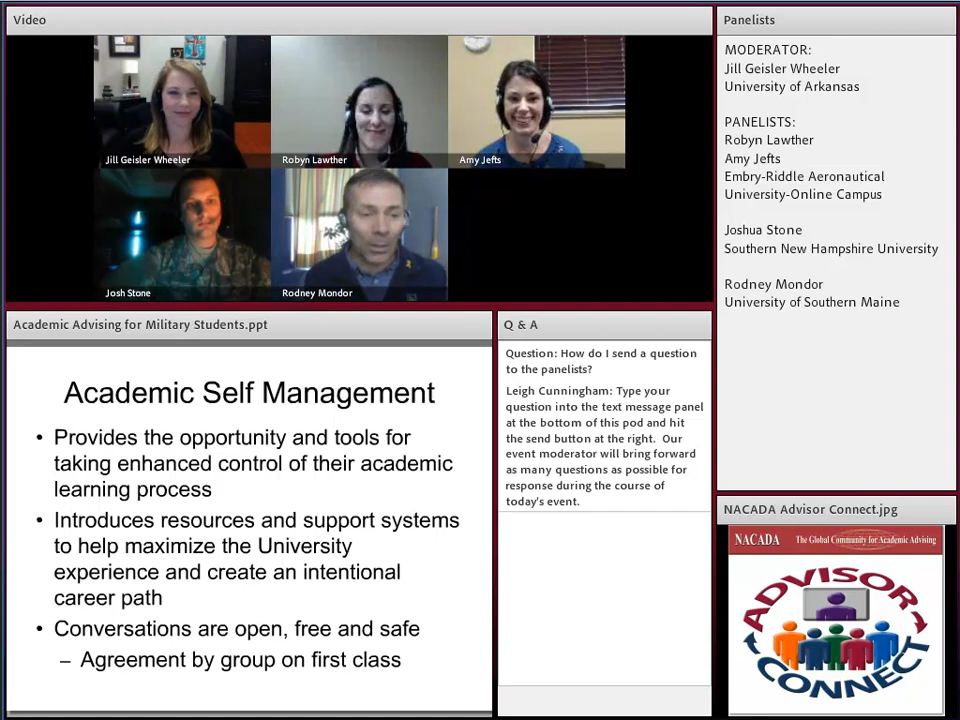 Video
Jill Geisler Wheeler
Robyn Lawther
Amy Jefts
Josh Stone
Rodney Mondor
Panelists
MODERATOR:
Jill Geisler Wheeler
University of Arkansas
PANELISTS:
Robyn Lawther
Amy Jefts
Embry-Riddle Aeronautical
University-Online Campus
Joshua Stone
Southern New Hampshire University
Rodney Mondor
University of Southern Maine
Academic Advising for Military Students.ppt
Academic Self Management
• Provides the opportunity and tools for
taking enhanced control of their academic
learning process
• Introduces resources and support systems
to help maximize the University
experience and create an intentional
career path
• Conversations are open, free and safe
– Agreement by group on first class
Q & A
Question: How do I send a question
to the panelists?
Leigh Cunningham: Type your
question into the text message panel
at the bottom of this pod and hit
the send button at the right.  Our
event moderator will bring forward
as many questions as possible for
response during the course of
today's event.
NACADA Advisor Connect.jpg
NACADA The Global Community for Academic Advising
ADVISOR
CONNECT